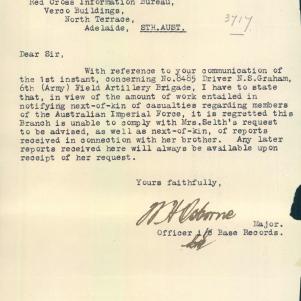 Red Cross Information Bureau,
Verco Buildings,
North Terrace,
Adelaide, STH.AUST.
3717
Dear Sir,
With reference to your communication of
the 1st instant, concerning No.8485 Driver N.S.Graham,
6th (Army) Field Artillery Brigade, I have to state
that, in view of the amount of work entailed in
notifying next-of-kin of casualties regarding members
of the Australian Imperial Force, it is regretted this
Branch is unable to comply with Mrs.Selth's request
to be advised, as well as next-of-kin, of reports
received in connection with her brother. Any later
reports received here will always be available upon
receipt of her request.
Yours faithfully,
Major.
Officer i/c Base Records.